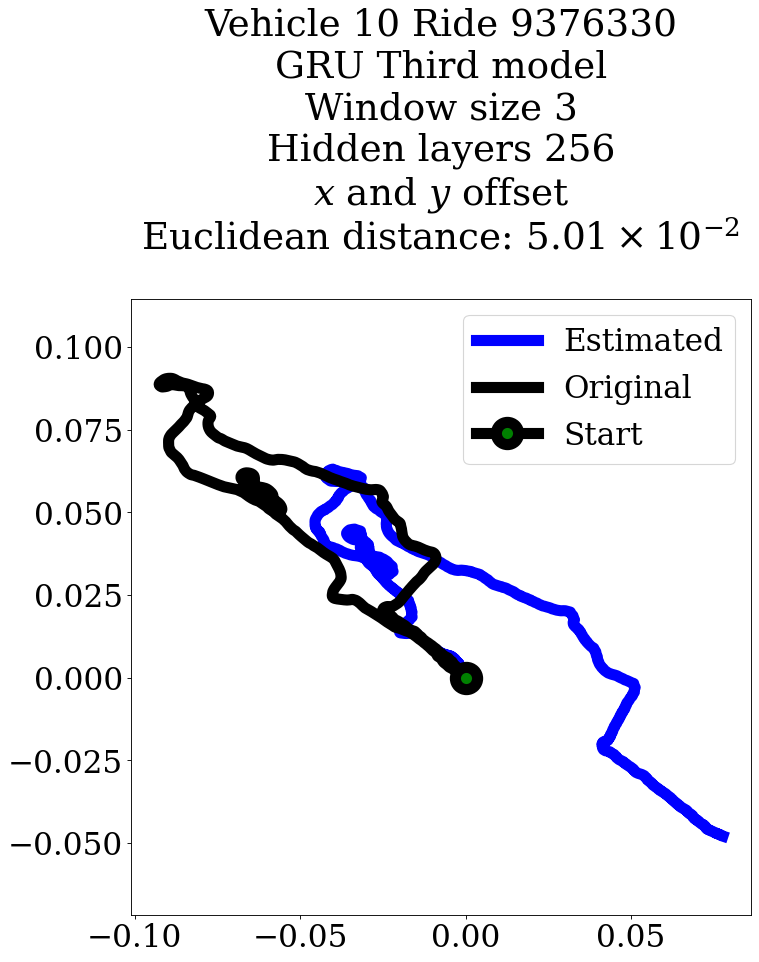 Vehicle 10 Ride 9376330
GRU Third model
Window size 3
Hidden layers 256
x and y offset
Euclidean distance: 5.01 × 10⁻²
Estimated
Original
Start
0.100
0.075
0.050
0.025
0.000
−0.025
−0.050
−0.10 −0.05 0.00 0.05